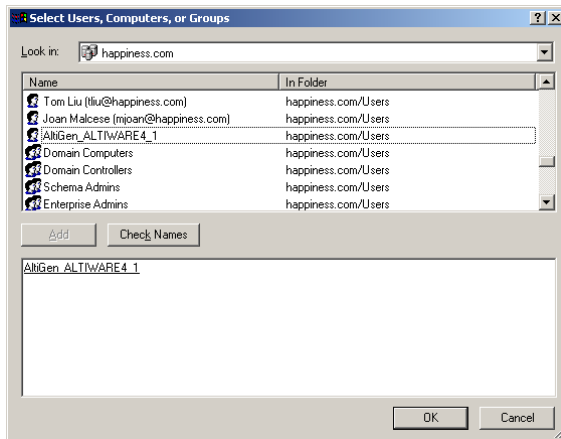 Select Users, Computers, or Groups
Look in: happiness.com
Name In Folder
Tom Liu (tliu@happiness.com) happiness.com/Users
Joan Malcese (mjoan@happiness.com) happiness.com/Users
AltiGen_ALTIWARE4_1 happiness.com/Users
Domain Computers happiness.com/Users
Domain Controllers happiness.com/Users
Schema Admins happiness.com/Users
Enterprise Admins happiness.com/Users
Add Check Names
AltiGen_ALTIWARE4_1
OK Cancel